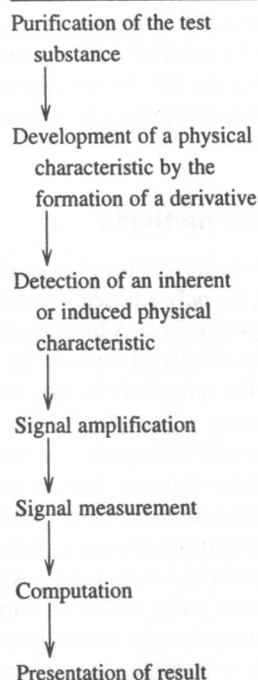 Purification of the test
substance
Development of a physical
characteristic by the
formation of a derivative
Detection of an inherent
or induced physical
characteristic
Signal amplification
Signal measurement
Computation
Presentation of result